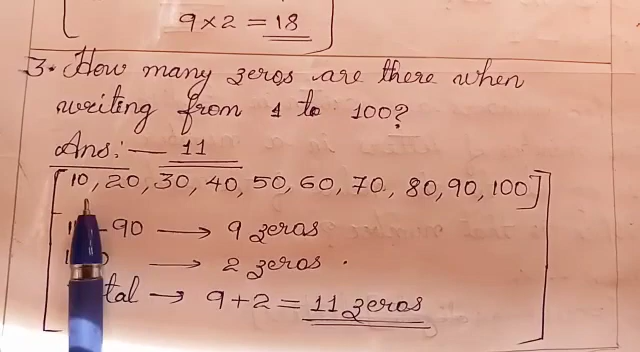 9 × 2 = 18
3. How many zeros are there when
writing from 1 to 100?
Ans:— 11
[10, 20, 30, 40, 50, 60, 70, 80, 90, 100]
90 → 9 zeros
→ 2 zeros.
→ 9 + 2 = 11 zeros